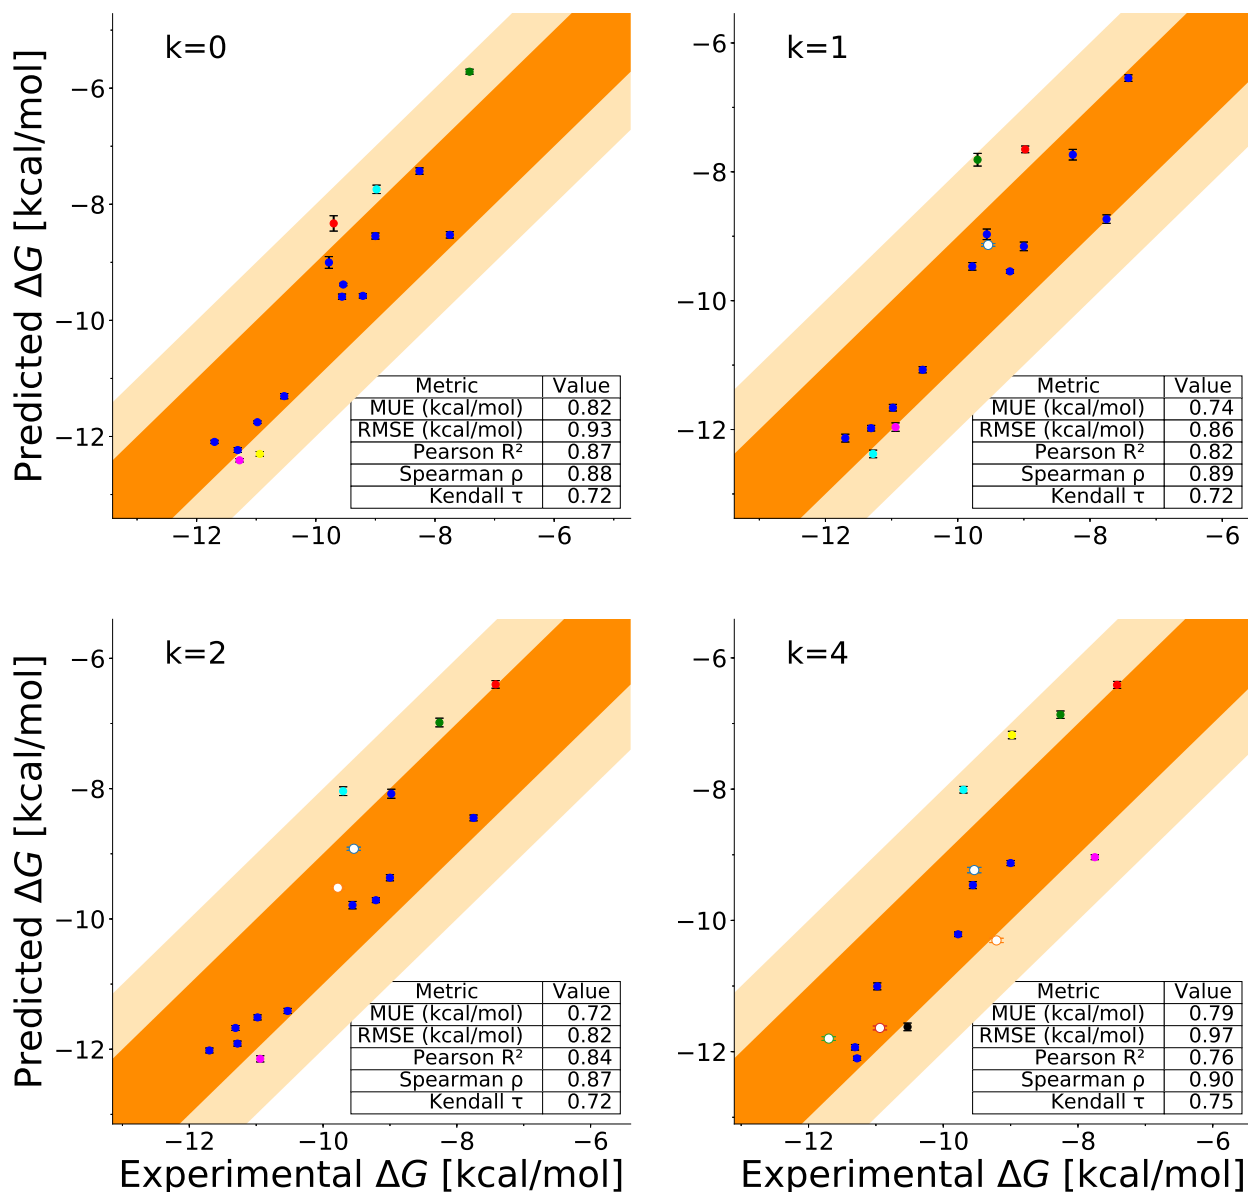 k=0
Predicted ΔG [kcal/mol]
−6
−8
−10
−12
−12
−10
−8
−6
Metric Value
MUE (kcal/mol) 0.82
RMSE (kcal/mol) 0.93
Pearson R² 0.87
Spearman ρ 0.88
Kendall τ 0.72
k=1
−6
−8
−10
−12
−12
−10
−8
−6
Metric Value
MUE (kcal/mol) 0.74
RMSE (kcal/mol) 0.86
Pearson R² 0.82
Spearman ρ 0.89
Kendall τ 0.72
k=2
Predicted ΔG [kcal/mol]
−6
−8
−10
−12
−12
−10
−8
−6
Metric Value
MUE (kcal/mol) 0.72
RMSE (kcal/mol) 0.82
Pearson R² 0.84
Spearman ρ 0.87
Kendall τ 0.72
Experimental ΔG [kcal/mol]
k=4
−6
−8
−10
−12
−12
−10
−8
−6
Metric Value
MUE (kcal/mol) 0.79
RMSE (kcal/mol) 0.97
Pearson R² 0.76
Spearman ρ 0.90
Kendall τ 0.75
Experimental ΔG [kcal/mol]